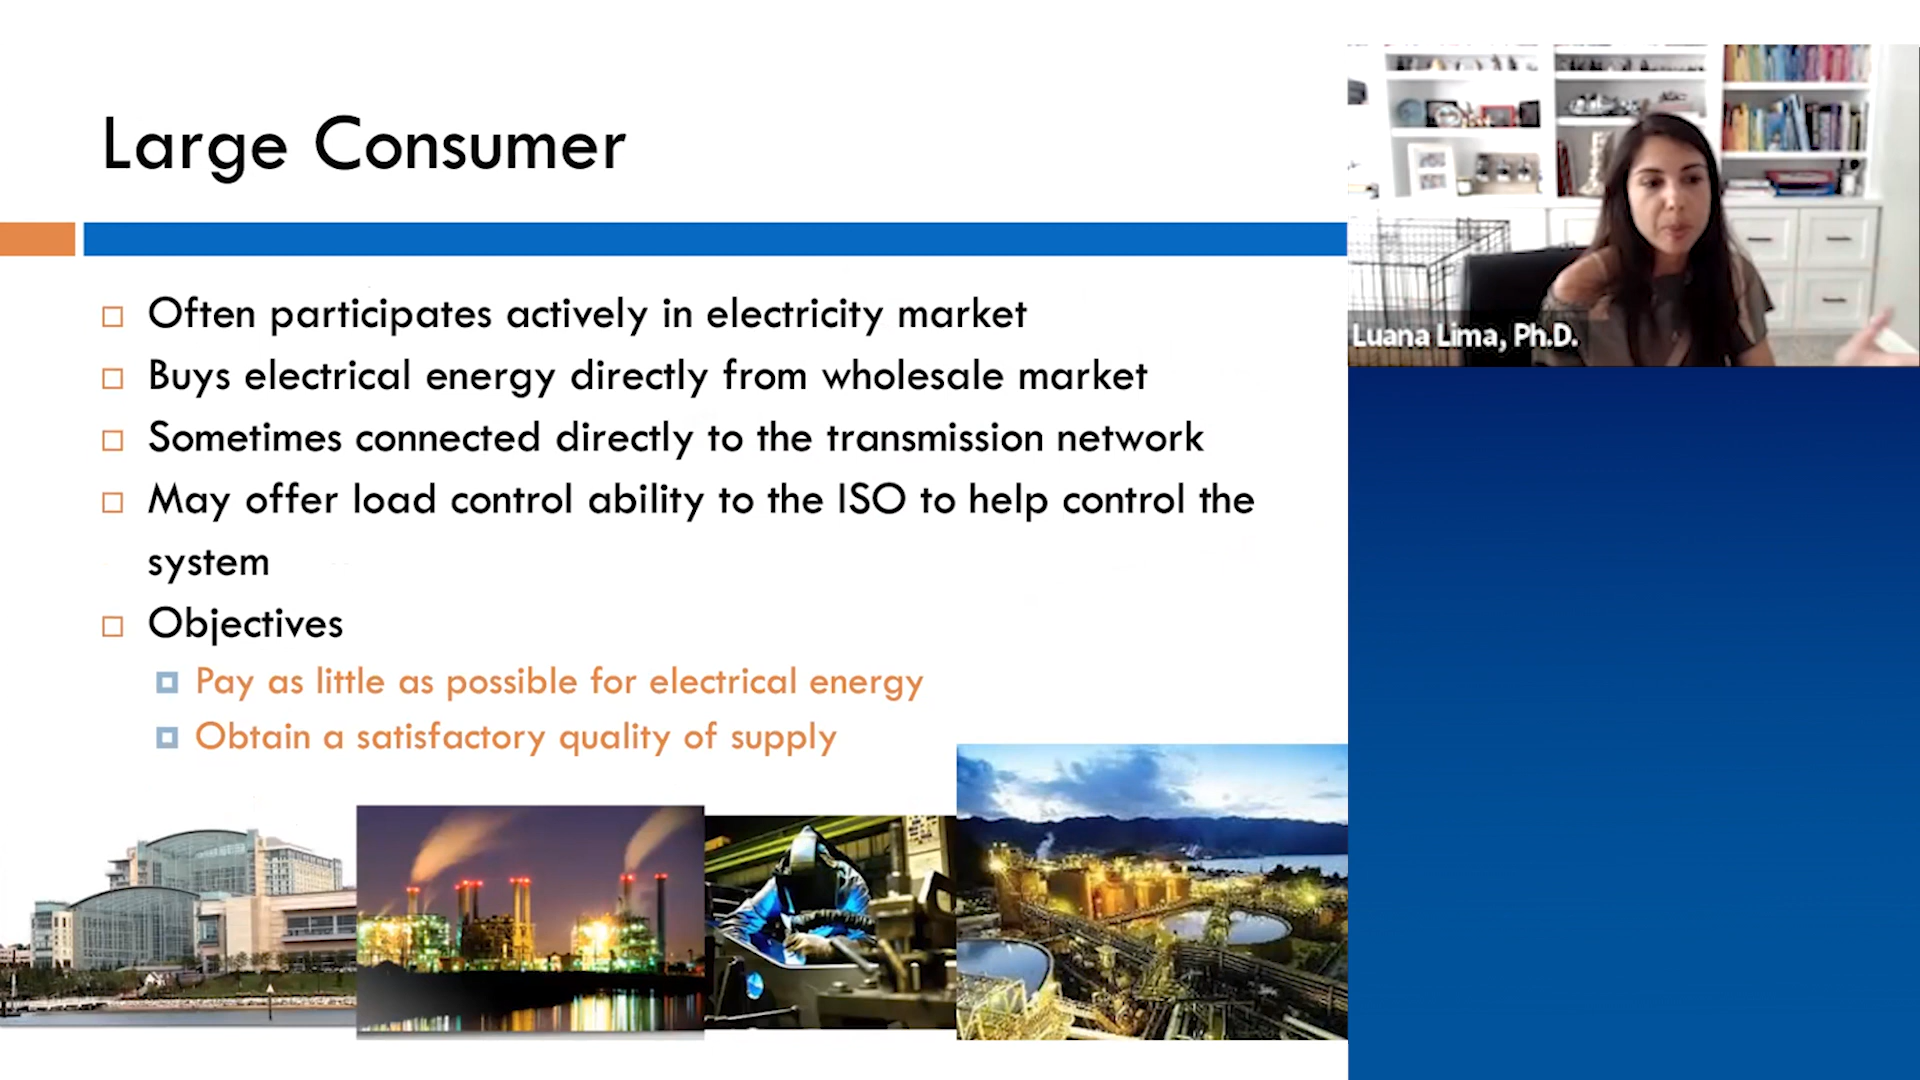 Large Consumer
Often participates actively in electricity market
Buys electrical energy directly from wholesale market
Sometimes connected directly to the transmission network
May offer load control ability to the ISO to help control the
system
Objectives
Pay as little as possible for electrical energy
Obtain a satisfactory quality of supply
Luana Lima, Ph.D.